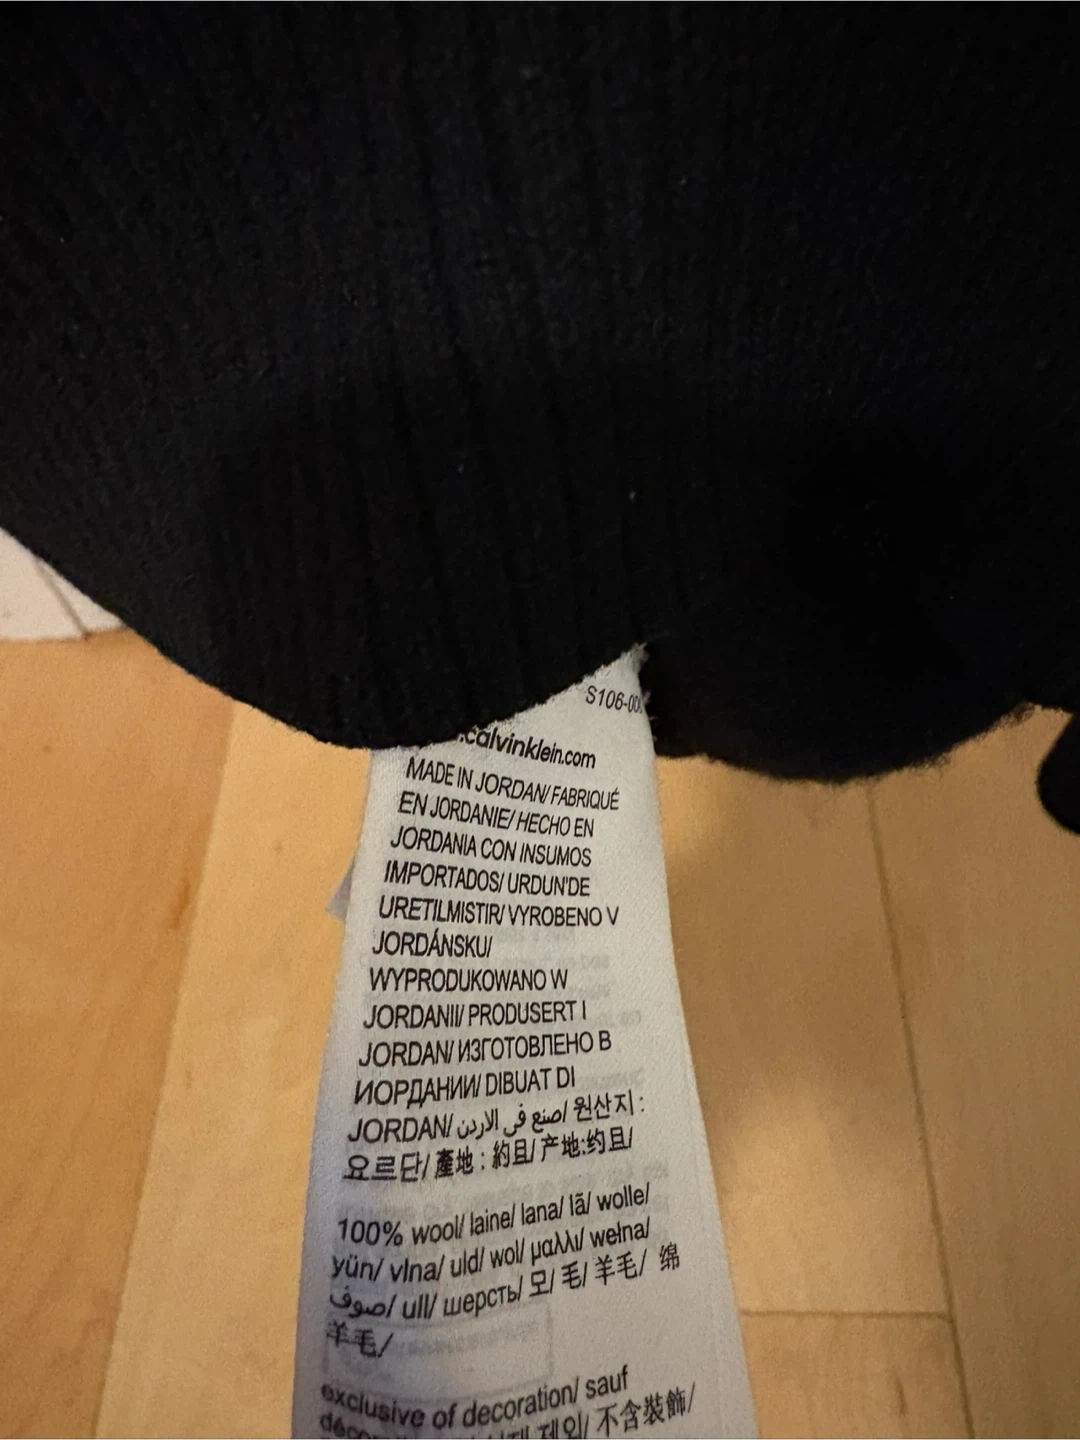 S106-00
.calvinklein.com
MADE IN JORDAN/ FABRIQUÉ
EN JORDANIE/ HECHO EN
JORDANIA CON INSUMOS
IMPORTADOS/ URDUN'DE
URETILMISTIR/ VYROBENO V
JORDÁNSKU/
WYPRODUKOWANO W
JORDANII/ PRODUSERT I
JORDAN/ ИЗГОТОВЛЕНО В
ИОРДАНИИ/ DIBUAT DI
JORDAN/ صنع في الاردن/ 원산지 :
요르단/ 產地 : 約旦/ 产地:约旦/
100% wool/ laine/ lana/ lã/ wolle/
yün/ vlna/ uld/ wol/ μαλλι/ wełna/
صوف/ ull/ шерсть/ 모/ 毛/ 羊毛/ 绵
羊毛/
exclusive of decoration/ sauf
제외/ 不含裝飾/